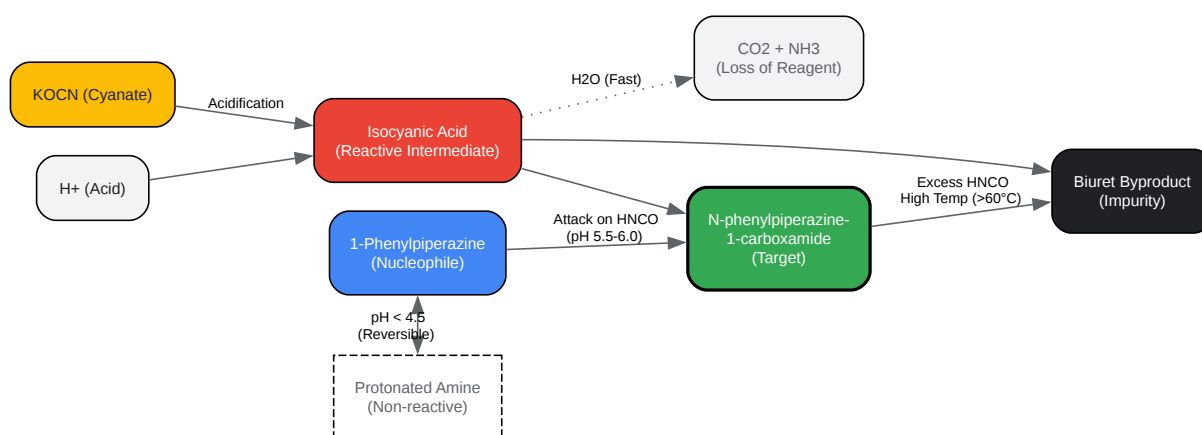 CO2 + NH3
(Loss of Reagent)
H2O (Fast)
KOCN (Cyanate)
Acidification
Isocyanic Acid
(Reactive Intermediate)
H+ (Acid)
Biuret Byproduct
(Impurity)
Excess HNCO
High Temp (>60°C)
N-phenylpiperazine-
1-carboxamide
(Target)
Attack on HNCO
(pH 5.5-6.0)
1-Phenylpiperazine
(Nucleophile)
pH < 4.5
(Reversible)
Protonated Amine
(Non-reactive)